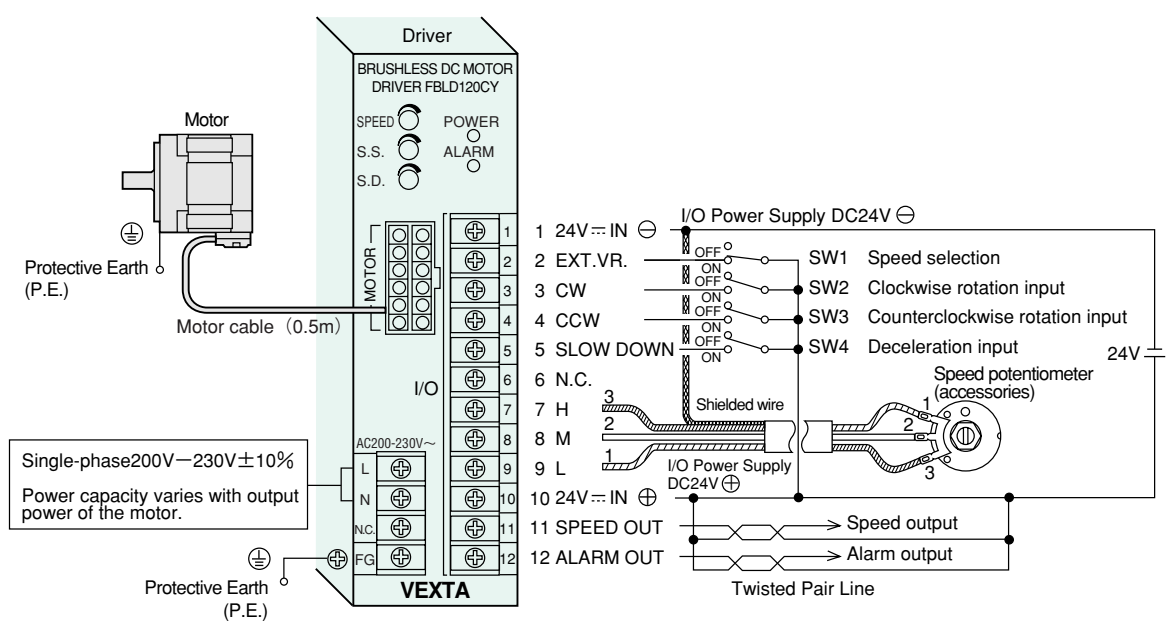 Driver
BRUSHLESS DC MOTOR
DRIVER FBLD120CY
SPEED
POWER
S.S.
ALARM
S.D.
Motor
Protective Earth
(P.E.)
Motor cable (0.5m)
MOTOR
I/O
1
2
3
4
5
6
7
8
9
10
11
12
AC200-230V~
L
N
N.C.
FG
VEXTA
Single-phase200V—230V±10%
Power capacity varies with output
power of the motor.
Protective Earth
(P.E.)
I/O Power Supply DC24V ⊖
1 24V⎓IN ⊖
2 EXT.VR. OFF ON SW1 Speed selection
3 CW OFF ON SW2 Clockwise rotation input
4 CCW OFF ON SW3 Counterclockwise rotation input
5 SLOW DOWN OFF ON SW4 Deceleration input
24V
6 N.C.
Speed potentiometer
(accessories)
7 H 3 Shielded wire 1
8 M 2 2
9 L 1 3
I/O Power Supply
DC24V ⊕
10 24V⎓IN ⊕
11 SPEED OUT Speed output
12 ALARM OUT Alarm output
Twisted Pair Line